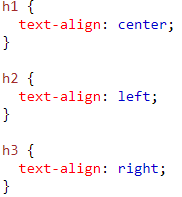 h1 {
  text-align: center;
}

h2 {
  text-align: left;
}

h3 {
  text-align: right;
}